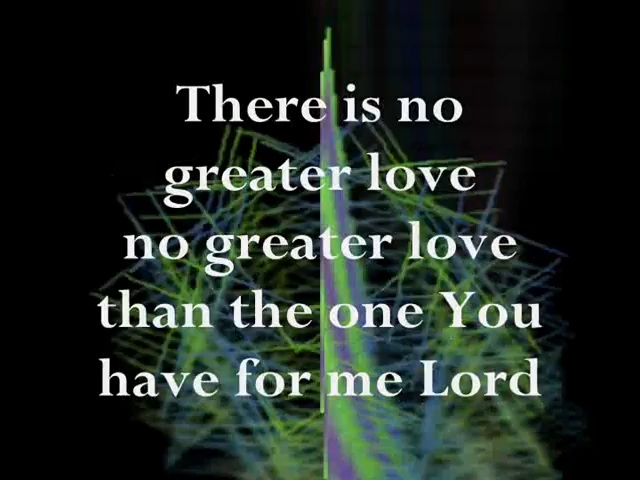 There is no
greater love
no greater love
than the one You
have for me Lord